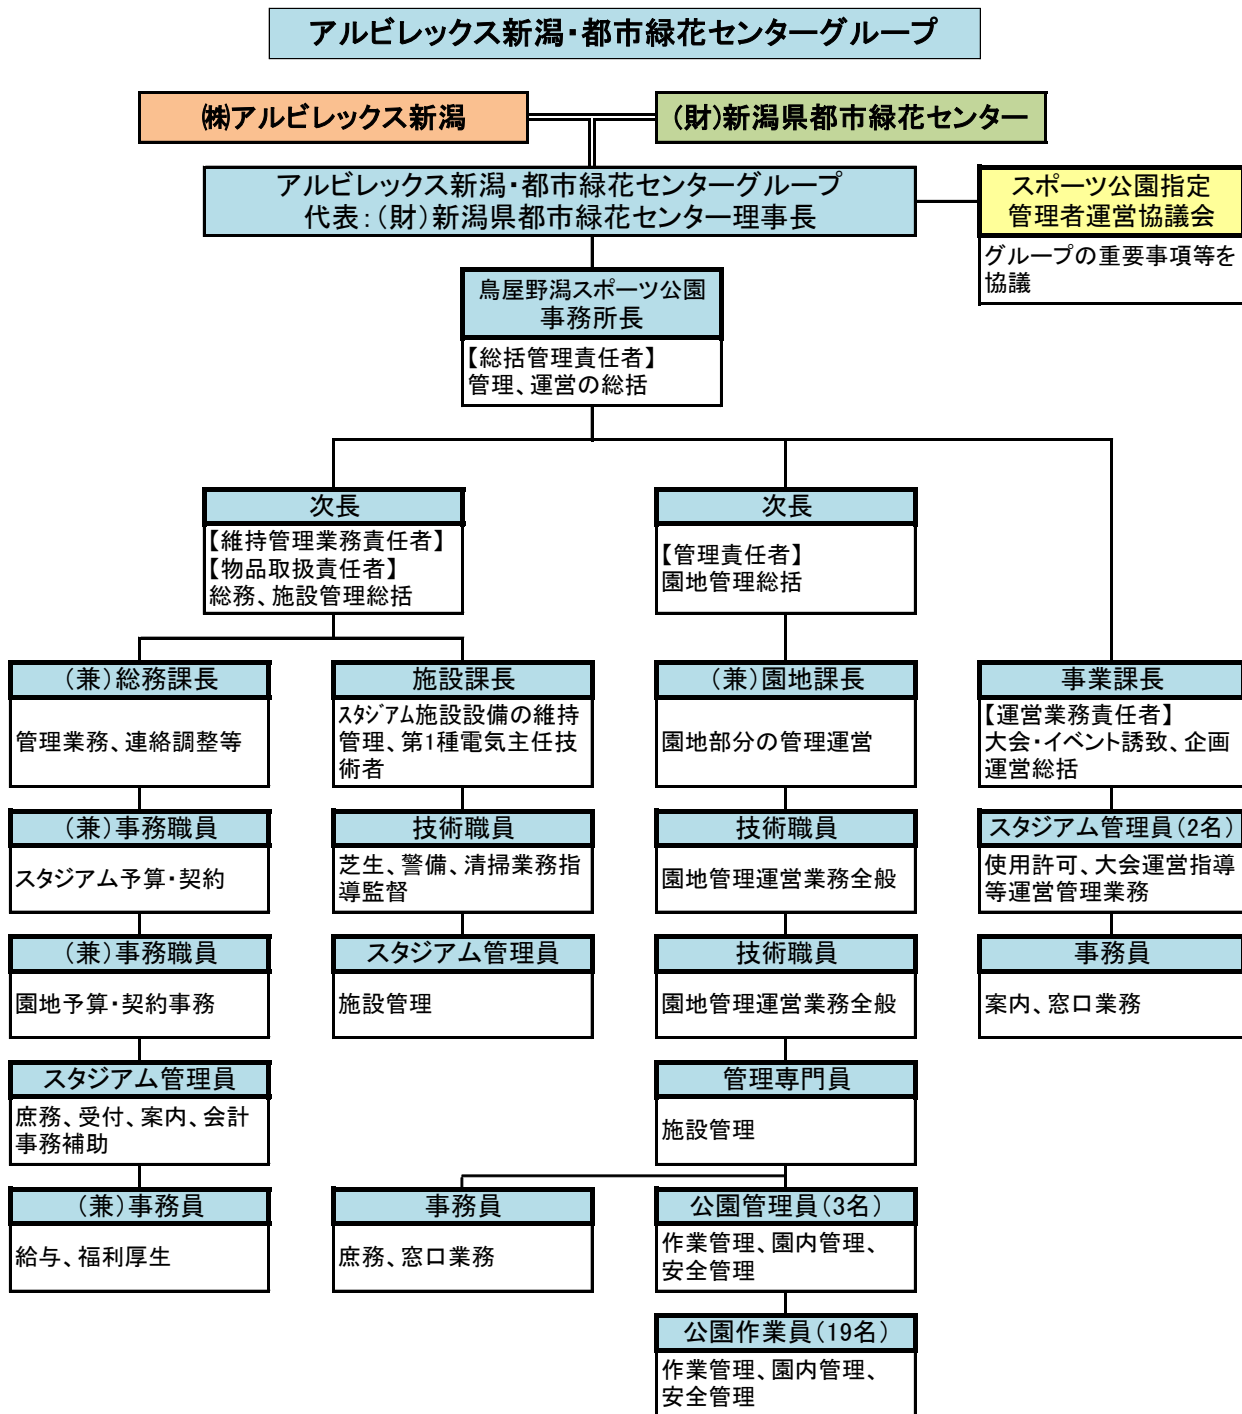 アルビレックス新潟・都市緑花センターグループ
㈱アルビレックス新潟
(財)新潟県都市緑花センター
アルビレックス新潟・都市緑花センターグループ
代表:(財)新潟県都市緑花センター理事長
スポーツ公園指定
管理者運営協議会
グループの重要事項等を
協議
鳥屋野潟スポーツ公園
事務所長
【総括管理責任者】
管理、運営の総括
次長
【維持管理業務責任者】
【物品取扱責任者】
総務、施設管理総括
次長
【管理責任者】
園地管理総括
(兼)総務課長
管理業務、連絡調整等
施設課長
ｽﾀｼﾞｱﾑ施設設備の維持
管理、第1種電気主任技
術者
(兼)園地課長
園地部分の管理運営
事業課長
【運営業務責任者】
大会・イベント誘致、企画
運営総括
(兼)事務職員
スタジアム予算・契約
技術職員
芝生、警備、清掃業務指
導監督
技術職員
園地管理運営業務全般
スタジアム管理員(2名)
使用許可、大会運営指導
等運営管理業務
(兼)事務職員
園地予算・契約事務
スタジアム管理員
施設管理
技術職員
園地管理運営業務全般
事務員
案内、窓口業務
スタジアム管理員
庶務、受付、案内、会計
事務補助
管理専門員
施設管理
(兼)事務員
給与、福利厚生
事務員
庶務、窓口業務
公園管理員(3名)
作業管理、園内管理、
安全管理
公園作業員(19名)
作業管理、園内管理、
安全管理